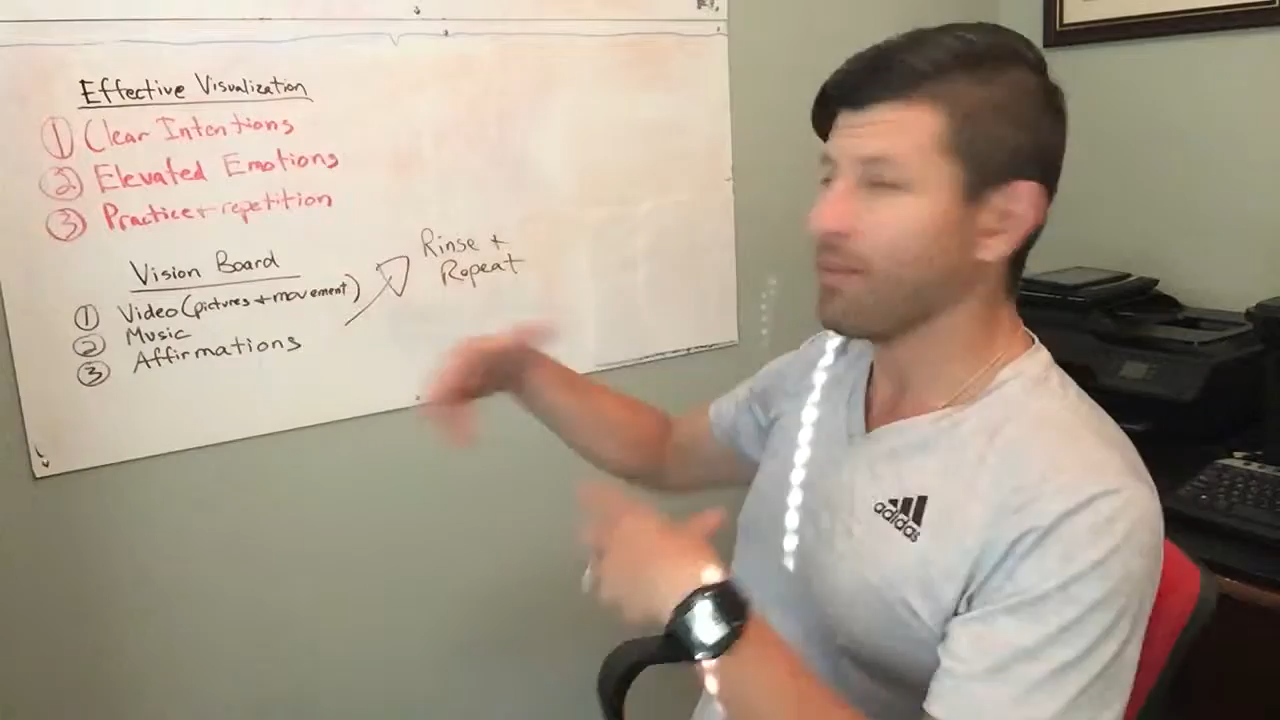 Effective Visualization
① Clear Intentions
② Elevated Emotions
③ Practice + repetition
Vision Board
① Video (pictures + movement)
② Music
③ Affirmations
Rinse +
Repeat
adidas